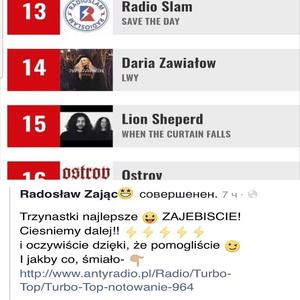 13
RADIOSLAM
Radio Slam
SAVE THE DAY
14
Daria Zawiałow
LWY
15
Lion Sheperd
WHEN THE CURTAIN FALLS
16
ostrov
Ostrov
Radosław Zając😁 совершенен. 7 ч ·
Trzynastki najlepsze 😜 ZAJEBISCIE!
Ciesniemy dalej!! ⚡⚡⚡⚡⚡
i oczywiście dzięki, że pomogliście 😉
I jakby co, śmiało- 👇🏼
http://www.antyradio.pl/Radio/Turbo-
Top/Turbo-Top-notowanie-964